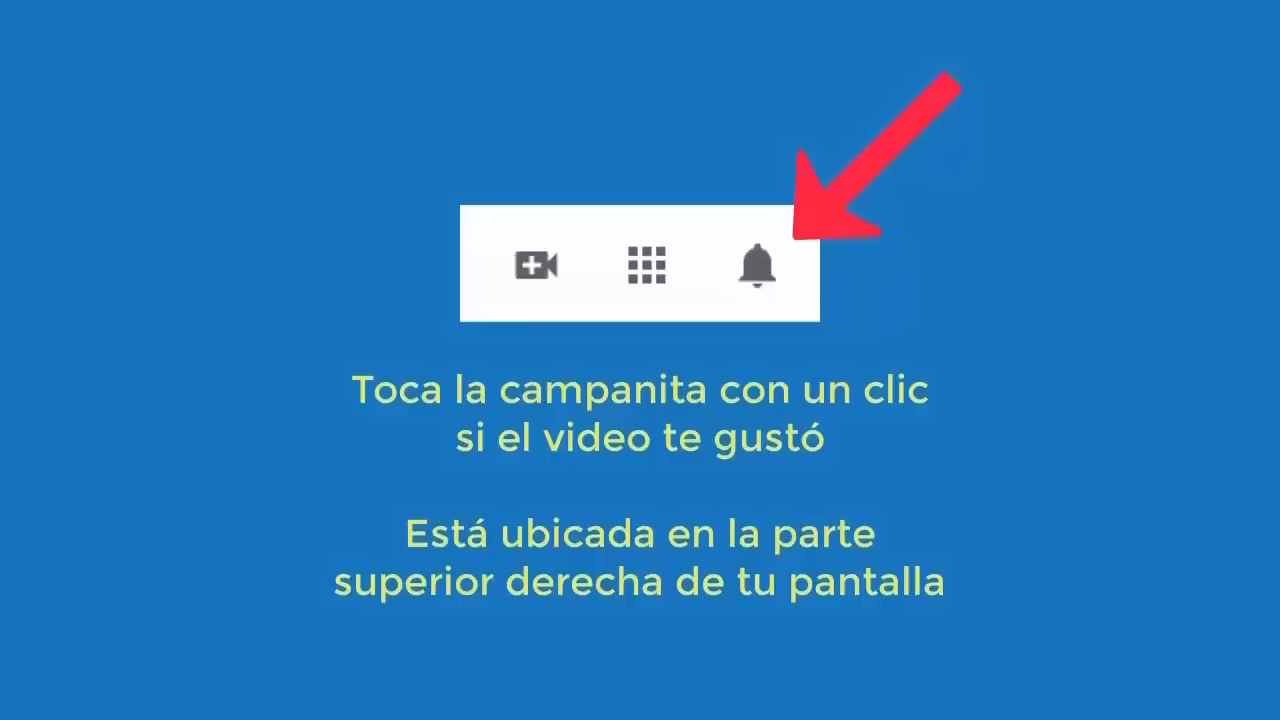 Toca la campanita con un clic
si el video te gustó
Está ubicada en la parte
superior derecha de tu pantalla